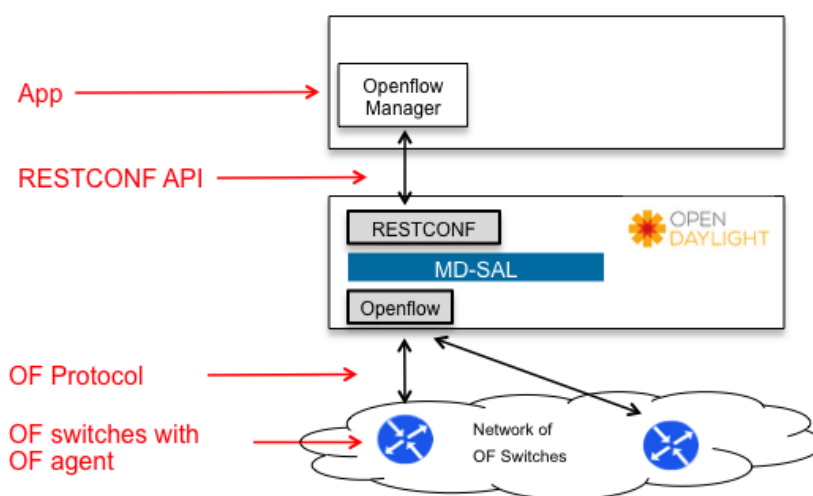 App
Openflow
Manager
RESTCONF API
RESTCONF
OPEN
DAYLIGHT
MD-SAL
Openflow
OF Protocol
OF switches with
OF agent
Network of
OF Switches